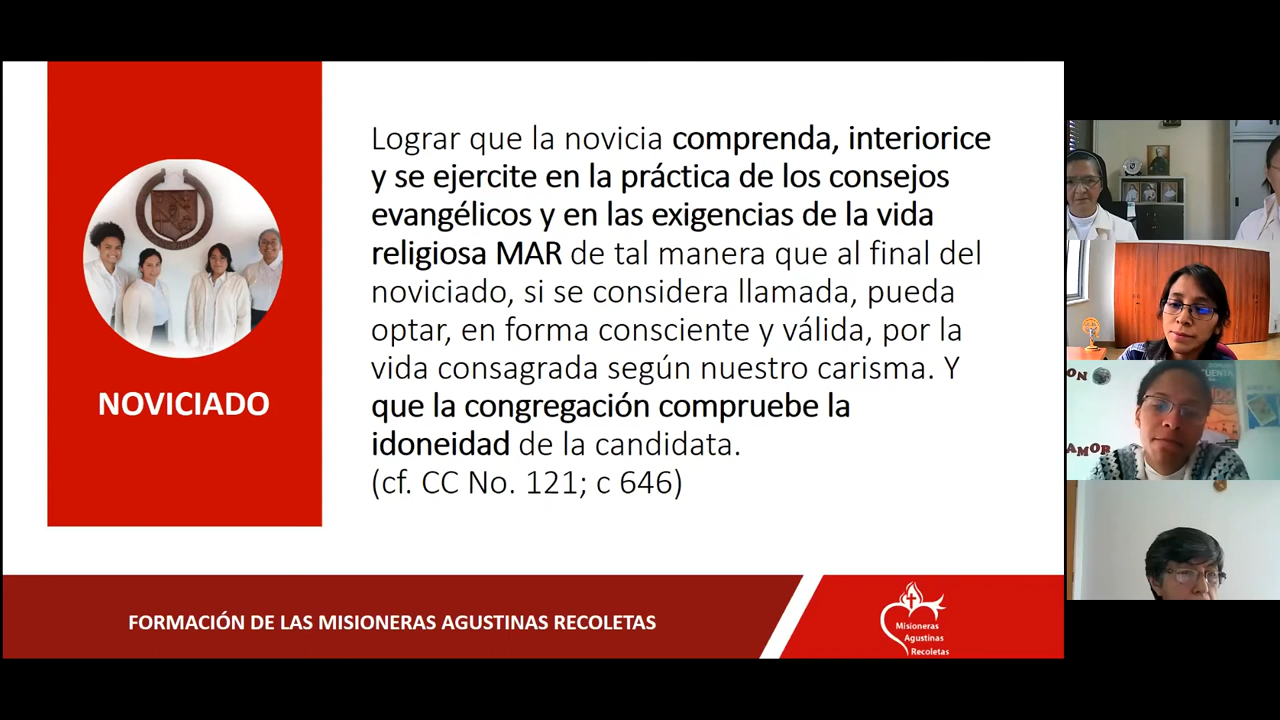 Lograr que la novicia comprenda, interiorice
y se ejercite en la práctica de los consejos
evangélicos y en las exigencias de la vida
religiosa MAR de tal manera que al final del
noviciado, si se considera llamada, pueda
optar, en forma consciente y válida, por la
vida consagrada según nuestro carisma. Y
que la congregación compruebe la
idoneidad de la candidata.
(cf. CC No. 121; c 646)
NOVICIADO
FORMACIÓN DE LAS MISIONERAS AGUSTINAS RECOLETAS
Misioneras
Agustinas
Recoletas
ON
AMOR